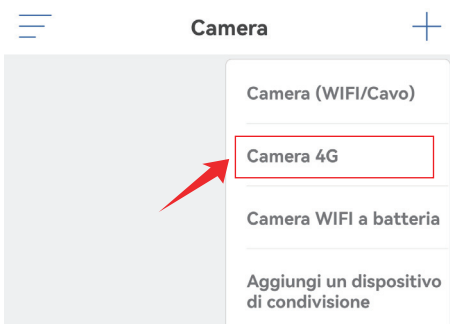 Camera
Camera (WIFI/Cavo)
Camera 4G
Camera WIFI a batteria
Aggiungi un dispositivo
di condivisione